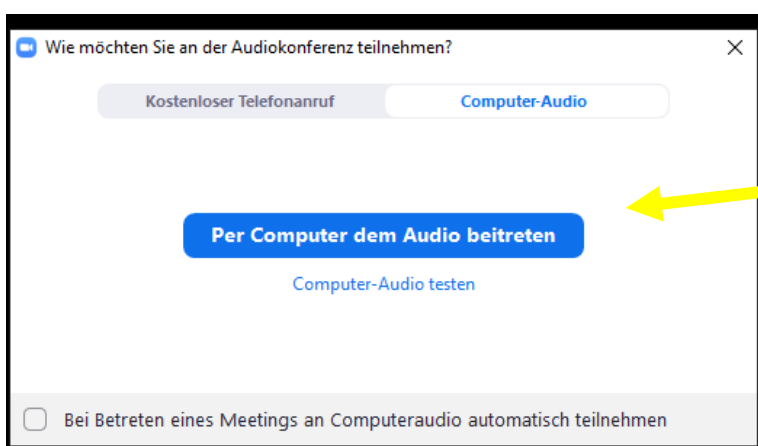 Wie möchten Sie an der Audiokonferenz teilnehmen?
Kostenloser Telefonanruf
Computer-Audio
Per Computer dem Audio beitreten
Computer-Audio testen
Bei Betreten eines Meetings an Computeraudio automatisch teilnehmen